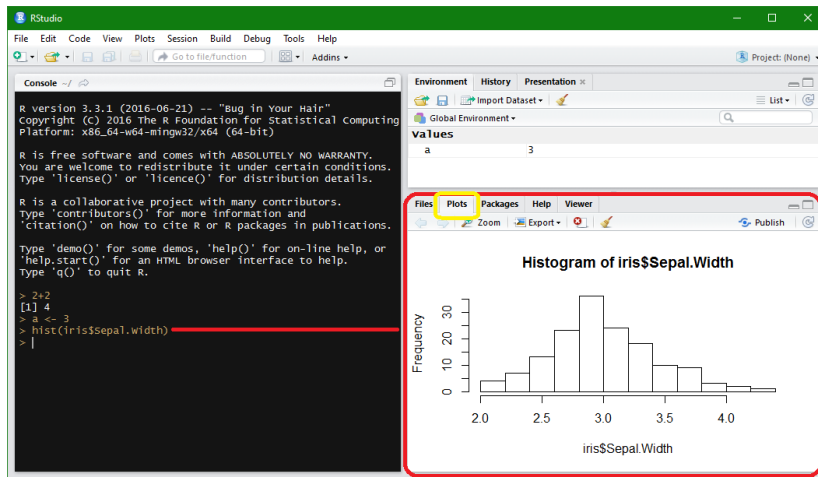 RStudio
File Edit Code View Plots Session Build Debug Tools Help
Go to file/function Addins Project: (None)
Console ~/
R version 3.3.1 (2016-06-21) -- "Bug in Your Hair"
Copyright (C) 2016 The R Foundation for Statistical Computing
Platform: x86_64-w64-mingw32/x64 (64-bit)
R is free software and comes with ABSOLUTELY NO WARRANTY.
You are welcome to redistribute it under certain conditions.
Type 'license()' or 'licence()' for distribution details.
R is a collaborative project with many contributors.
Type 'contributors()' for more information and
'citation()' on how to cite R or R packages in publications.
Type 'demo()' for some demos, 'help()' for on-line help, or
'help.start()' for an HTML browser interface to help.
Type 'q()' to quit R.
> 2+2
[1] 4
> a <- 3
> hist(iris$Sepal.Width)
>
Environment History Presentation
Import Dataset List
Global Environment
Values
a 3
Files Plots Packages Help Viewer
Zoom Export Publish
Histogram of iris$Sepal.Width
Frequency
30
20
10
0
2.0 2.5 3.0 3.5 4.0
iris$Sepal.Width